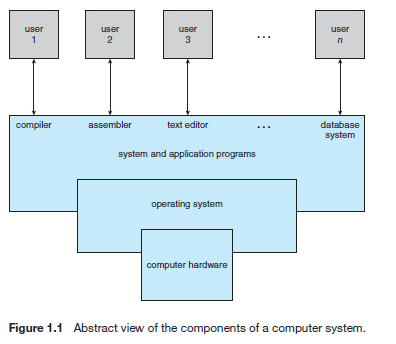 user
1
user
2
user
3
...
user
n
compiler
assembler
text editor
...
database
system
system and application programs
operating system
computer hardware
Figure 1.1 Abstract view of the components of a computer system.